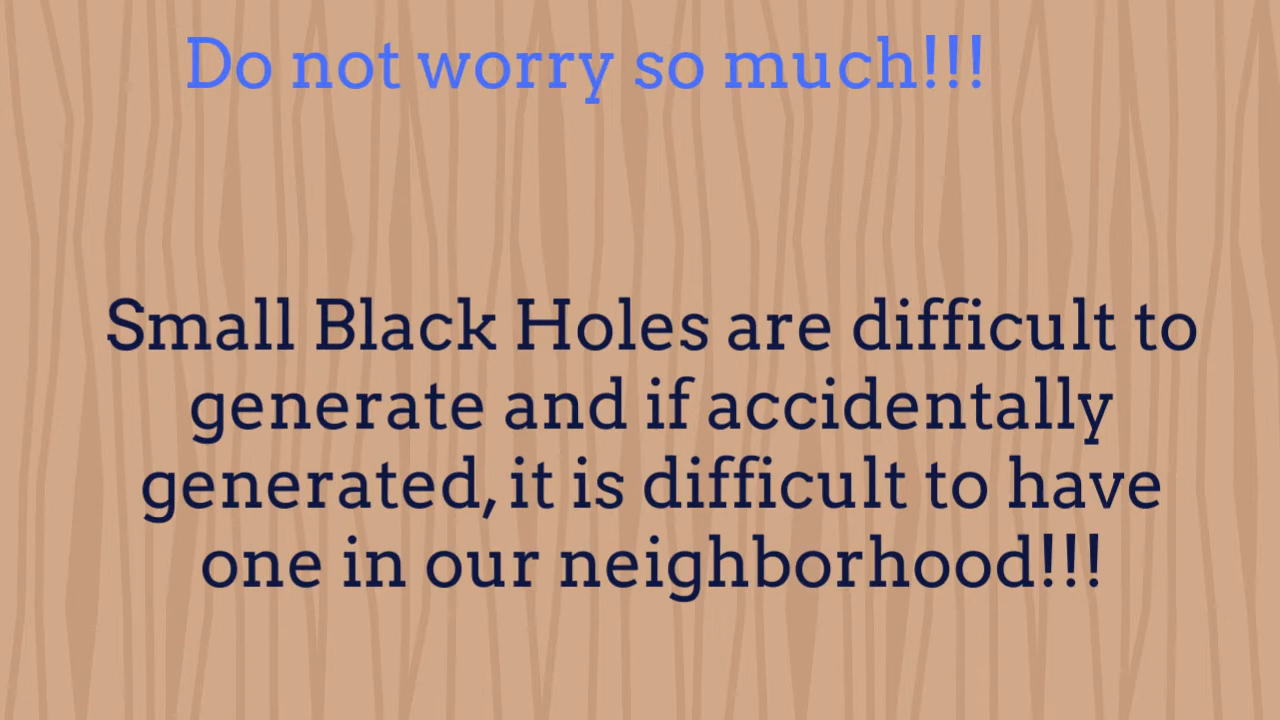 Do not worry so much!!!
Small Black Holes are difficult to
generate and if accidentally
generated, it is difficult to have
one in our neighborhood!!!